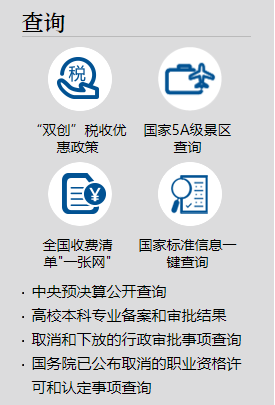 查询
税
“双创”税收优
惠政策
国家5A级景区
查询
¥
全国收费清
单"一张网"
国家标准信息一
键查询
· 中央预决算公开查询
· 高校本科专业备案和审批结果
· 取消和下放的行政审批事项查询
· 国务院已公布取消的职业资格许
可和认定事项查询